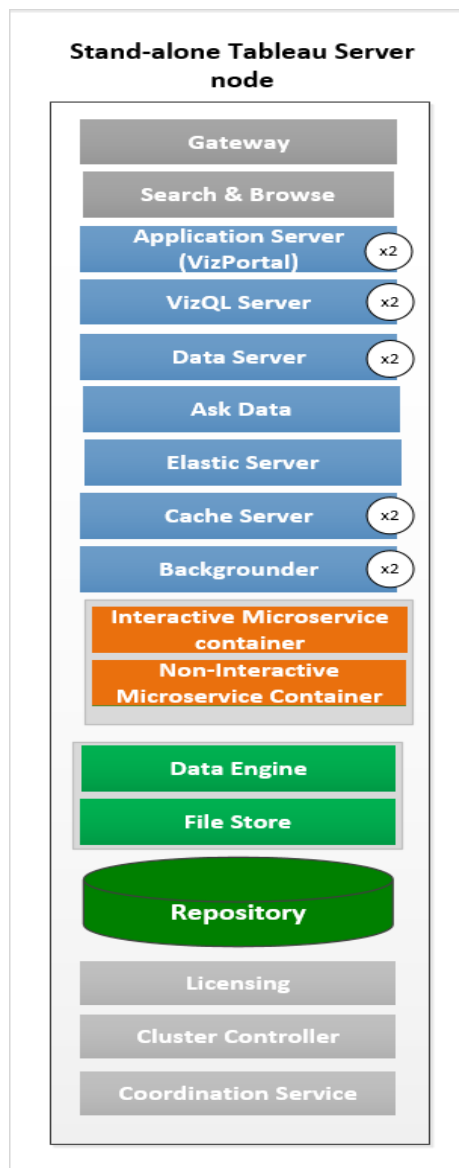 Stand-alone Tableau Server
node
Gateway
Search & Browse
Application Server
(VizPortal)
x2
VizQL Server
x2
Data Server
x2
Ask Data
Elastic Server
Cache Server
x2
Backgrounder
x2
Interactive Microservice
container
Non-Interactive
Microservice Container
Data Engine
File Store
Repository
Licensing
Cluster Controller
Coordination Service